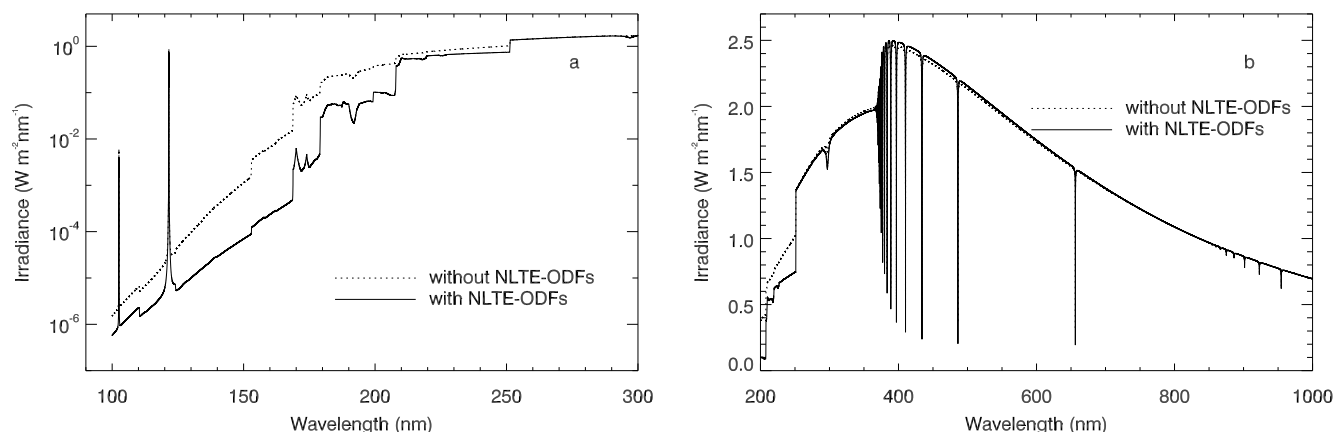 a
10⁰
10⁻²
10⁻⁴
10⁻⁶
Irradiance (W m⁻²nm⁻¹)
without NLTE-ODFs
with NLTE-ODFs
100 150 200 250 300
Wavelength (nm)
b
2.5
2.0
1.5
1.0
0.5
0.0
Irradiance (W m⁻²nm⁻¹)
without NLTE-ODFs
with NLTE-ODFs
200 400 600 800 1000
Wavelength (nm)